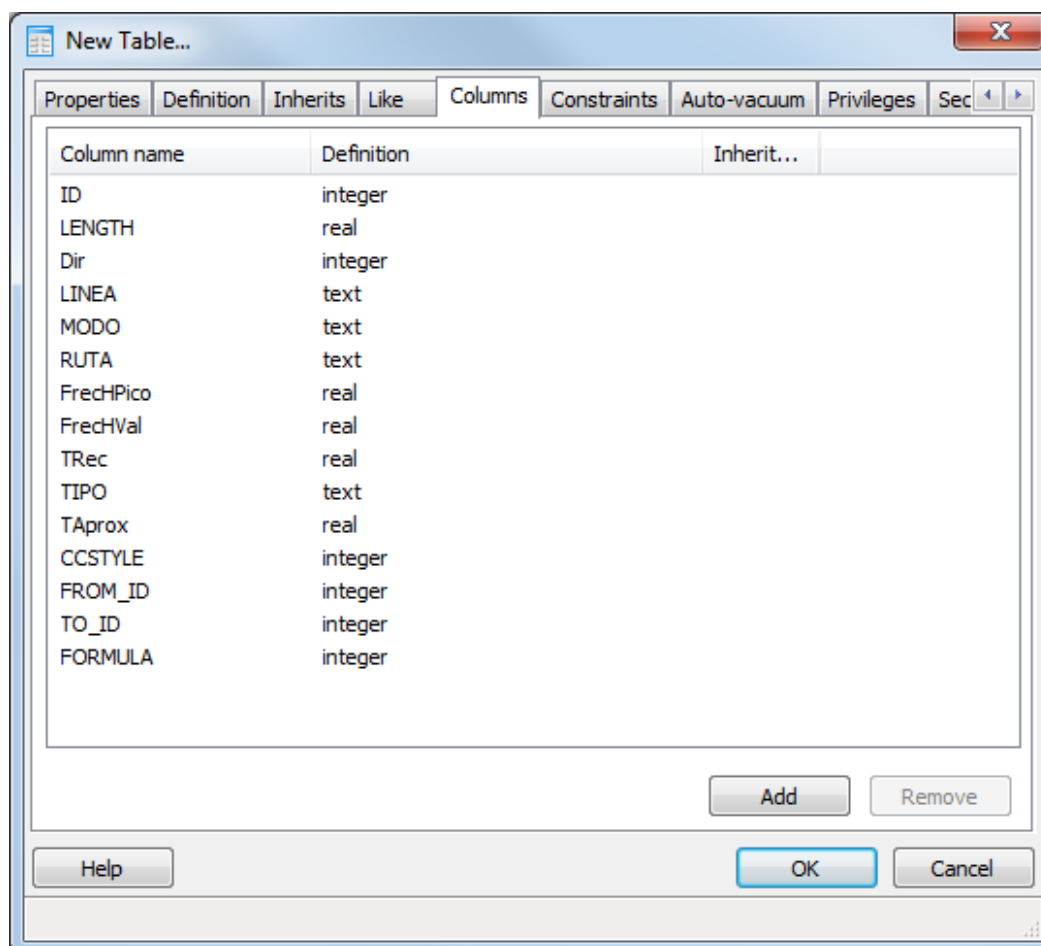 New Table...
Properties Definition Inherits Like Columns Constraints Auto-vacuum Privileges Sec
Column name Definition Inherit...
ID integer
LENGTH real
Dir integer
LINEA text
MODO text
RUTA text
FrecHPico real
FrecHVal real
TRec real
TIPO text
TAprox real
CCSTYLE integer
FROM_ID integer
TO_ID integer
FORMULA integer
Add Remove
Help OK Cancel